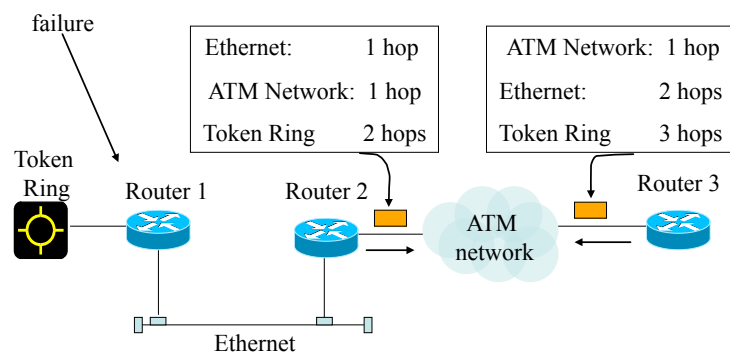 failure
Ethernet: 1 hop
ATM Network: 1 hop
Token Ring 2 hops
ATM Network: 1 hop
Ethernet: 2 hops
Token Ring 3 hops
Token
Ring
Router 1
Router 2
Router 3
ATM
network
Ethernet